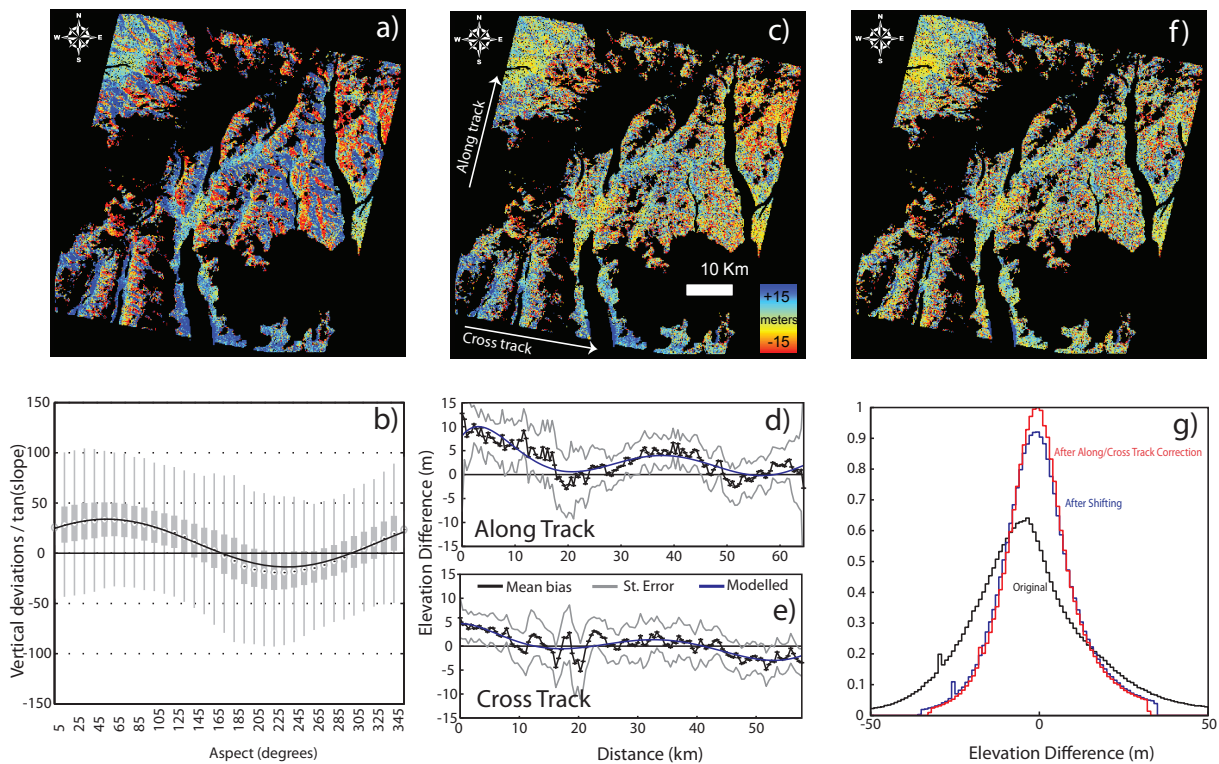 a)
N
W E
S
c)
N
W E
S
Along track
10 Km
+15
meters
-15
Cross track
f)
N
W E
S
b)
Vertical deviations / tan(slope)
150
100
50
0
-50
-100
-150
5 25 45 65 85 105 125 145 165 185 205 225 245 265 285 305 325 345
Aspect (degrees)
d)
Elevation Difference (m)
15
10
5
0
-5
-10
-15
0 10 20 30 40 50 60
Along Track
Mean bias St. Error Modelled
e)
15
10
5
0
-5
-10
15
0 10 20 30 40 50
Cross Track
Distance (km)
g)
1
0.9
0.8
0.7
0.6
0.5
0.4
0.3
0.2
0.1
0
-50 0 50
After Along/Cross Track Correction
After Shifting
Original
Elevation Difference (m)